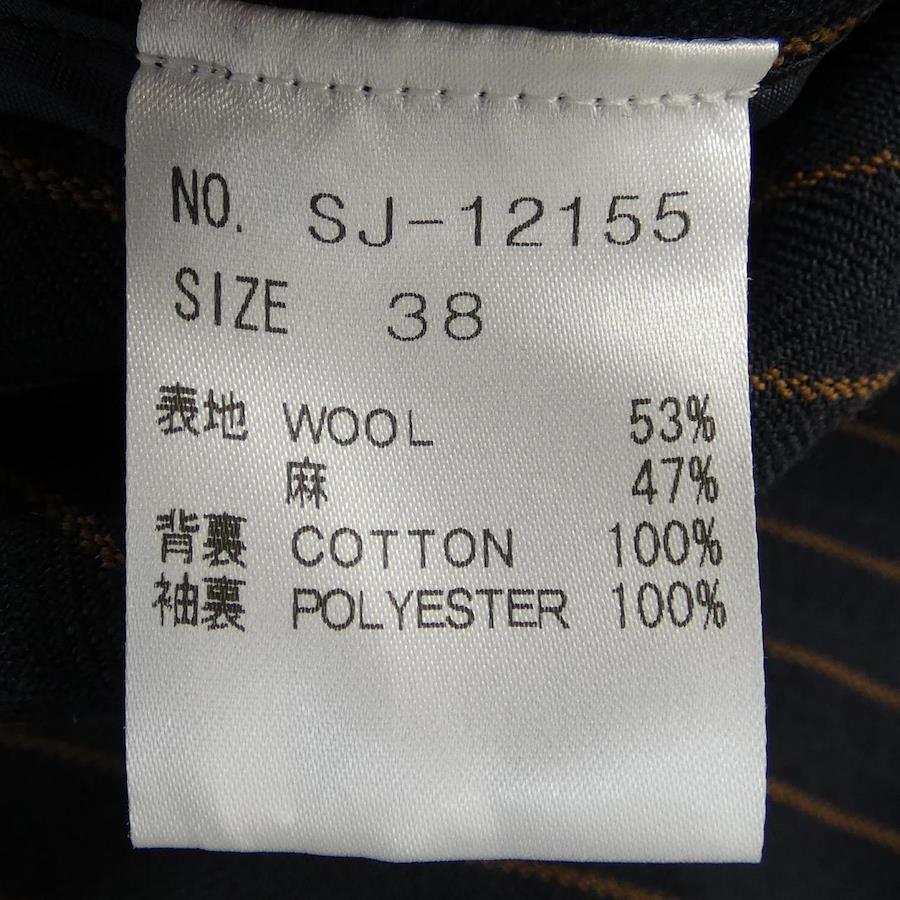 NO. SJ-12155
SIZE 38
表地 WOOL 53%
麻 47%
背裏 COTTON 100%
袖裏 POLYESTER 100%